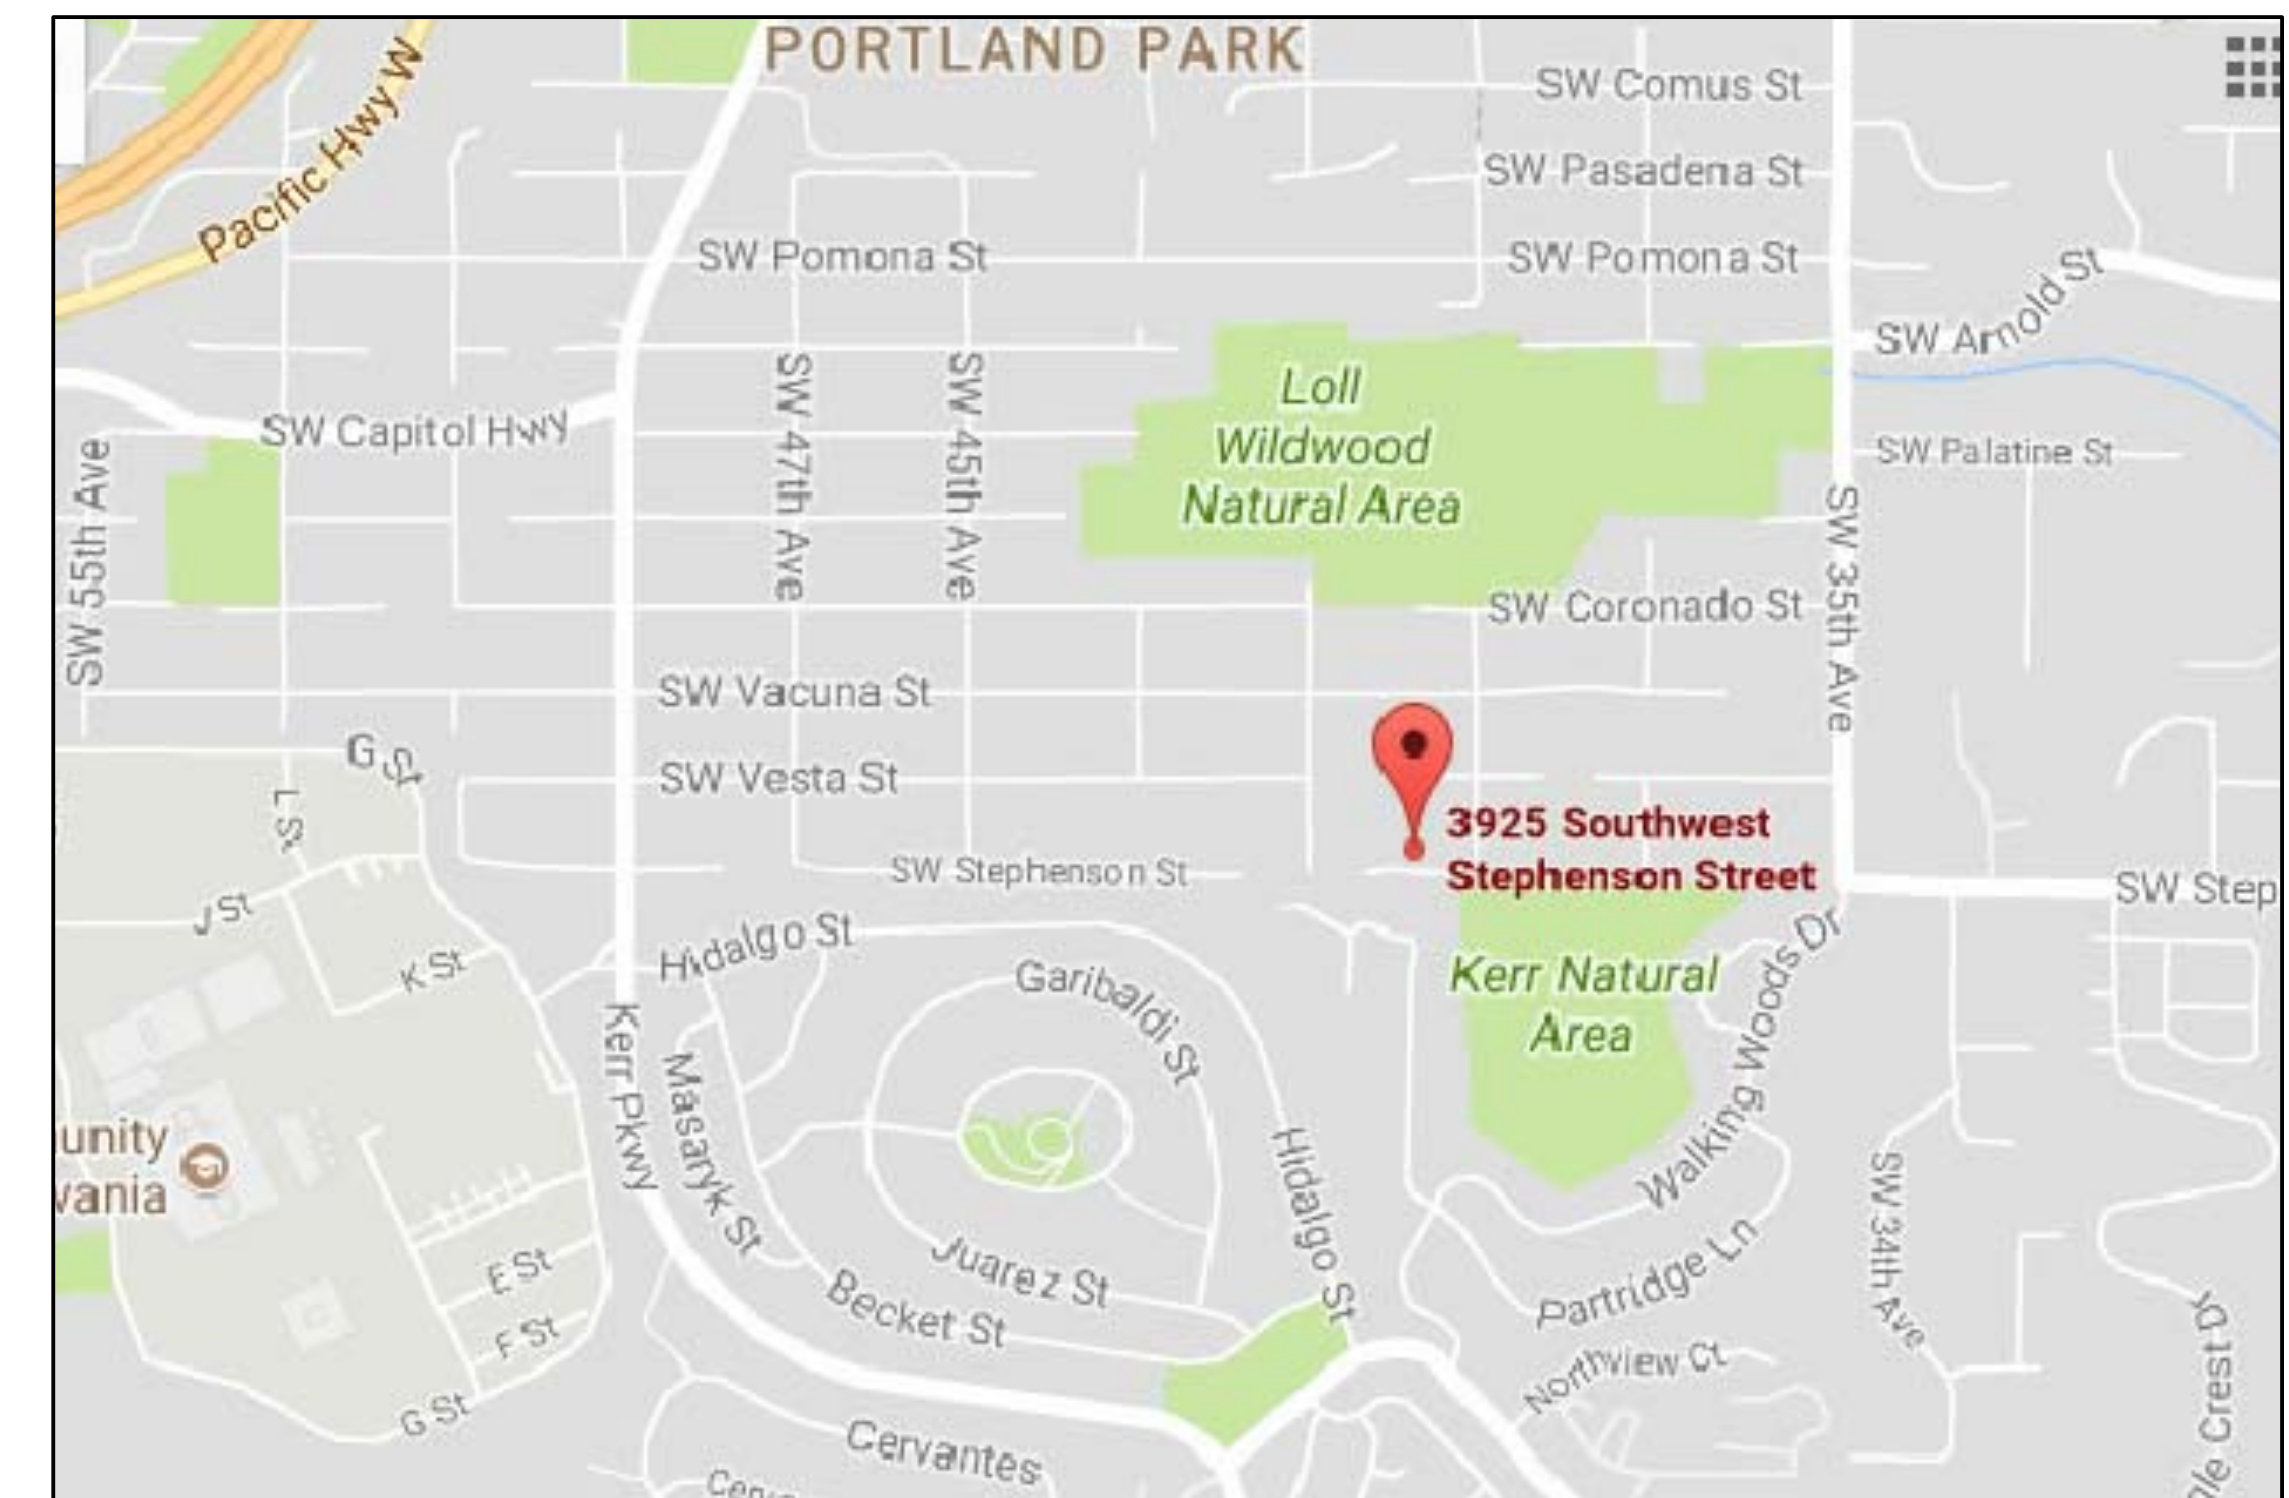 PORTLAND PARK
Pacific Hwy W
SW Comus St
SW Pasadena St
SW Pomona St
SW Pomona St
SW Arnold St
Loll
Wildwood
Natural Area
SW Capitol Hwy
SW 47th Ave
SW 45th Ave
SW 55th Ave
SW Palatine St
SW 35th Ave
SW Coronado St
SW Vacuna St
G St
SW Vesta St
L St
3925 Southwest
Stephenson Street
SW Stephenson St
SW Step
J St
K St
Hidalgo St
Garibaldi St
Kerr Natural
Area
Walking Woods Dr
Kerr Pkwy
Masaryk St
Hidalgo St
unity
vania
SW 34th Ave
E St
F St
Juarez St
Becket St
Partridge Ln
Northview Ct
G St
Cervantes
Crest Dr